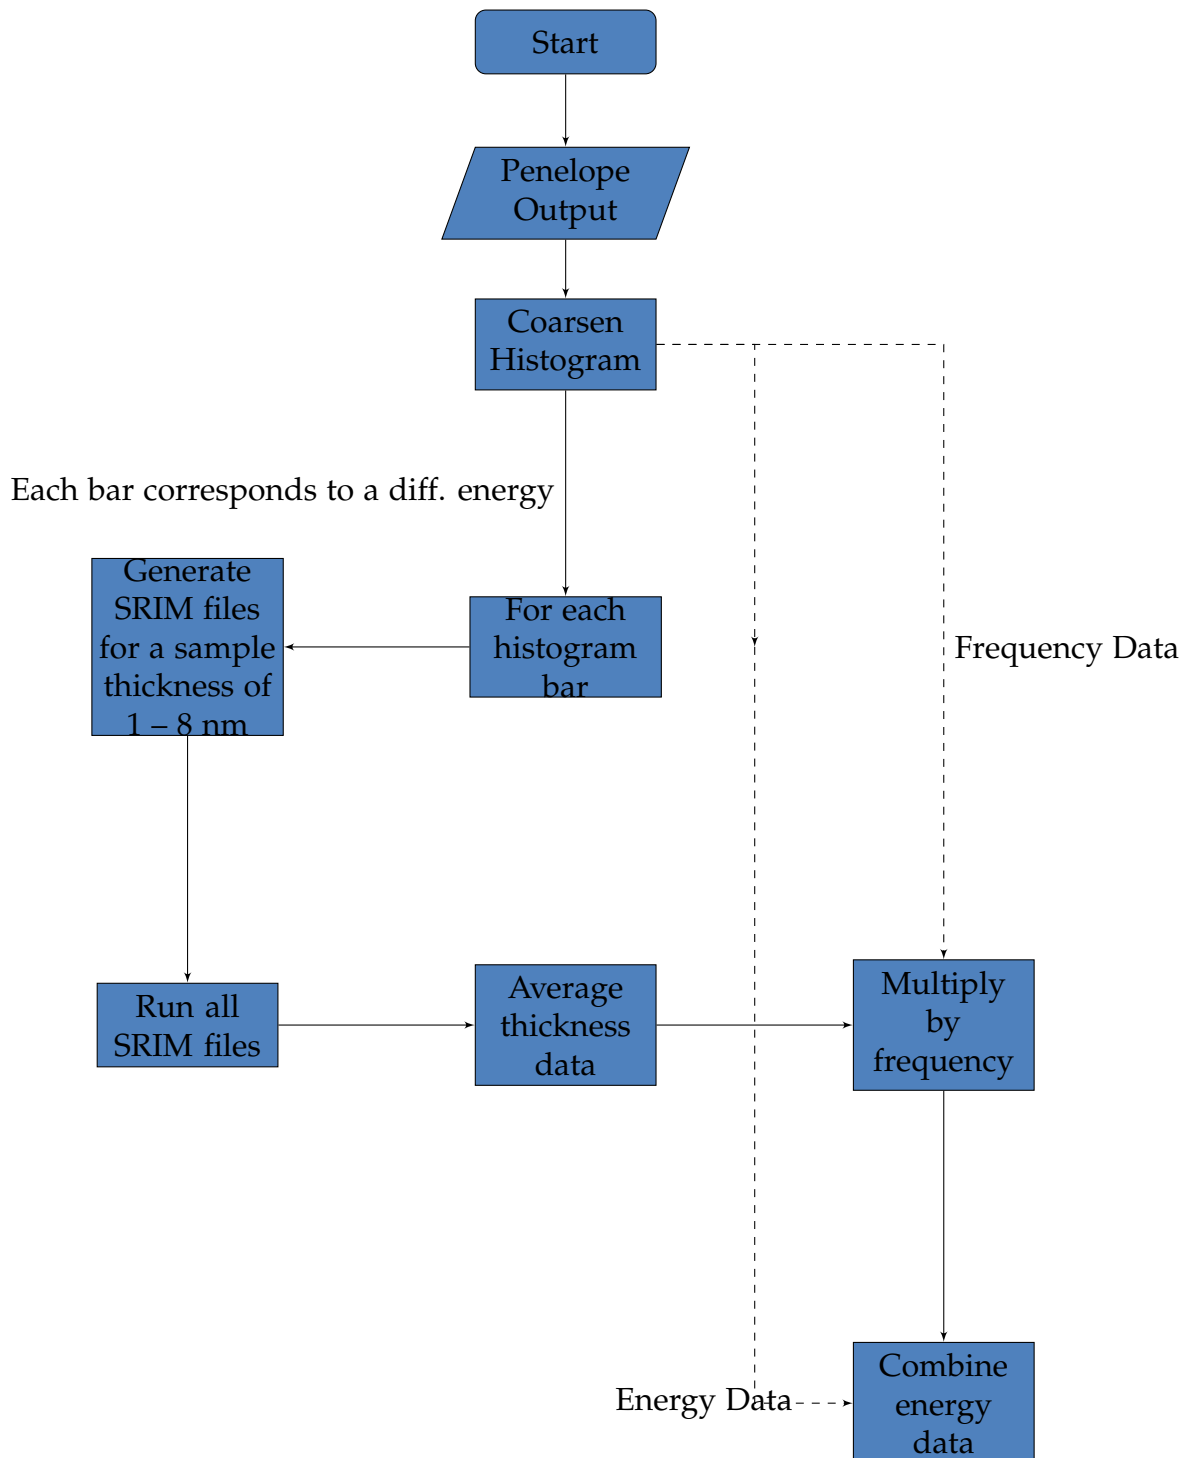 Start
Penelope
Output
Coarsen
Histogram
Each bar corresponds to a diff. energy
Generate
SRIM files
for a sample
thickness of
1 – 8 nm
For each
histogram
bar
Frequency Data
Run all
SRIM files
Average
thickness
data
Multiply
by
frequency
Energy Data
Combine
energy
data